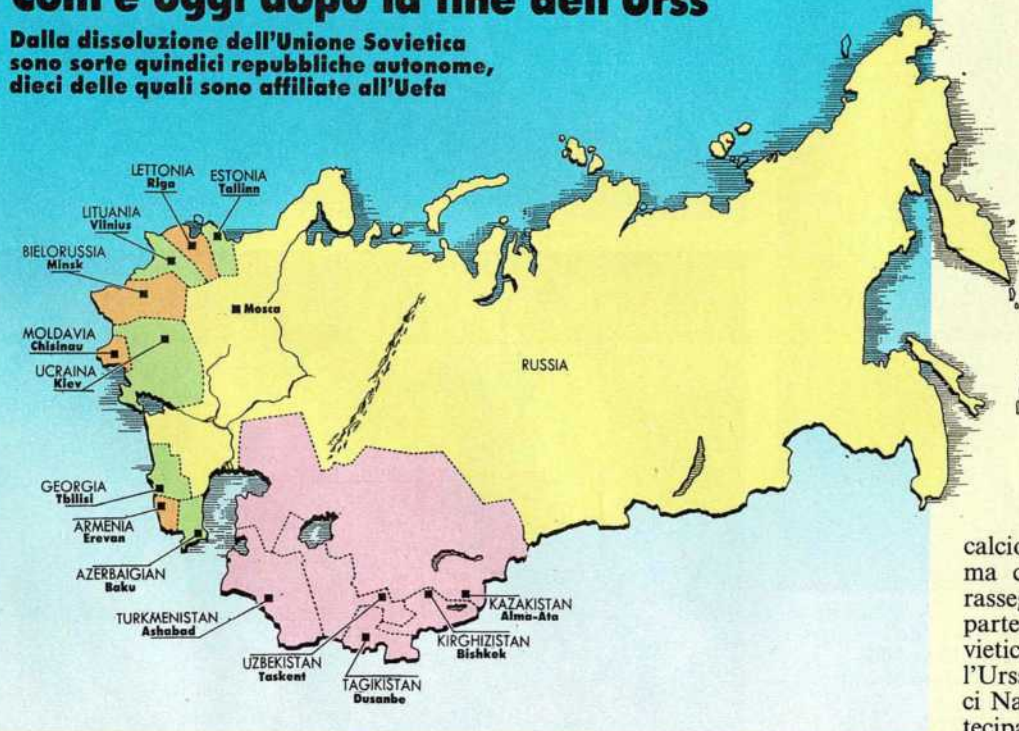 Com'è oggi dopo la fine dell'Urss
Dalla dissoluzione dell'Unione Sovietica
sono sorte quindici repubbliche autonome,
dieci delle quali sono affiliate all'Uefa
LETTONIA
Riga
ESTONIA
Tallinn
LITUANIA
Vilnius
BIELORUSSIA
Minsk
Mosca
MOLDAVIA
Chisinau
UCRAINA
Kiev
RUSSIA
GEORGIA
Tbilisi
ARMENIA
Erevan
AZERBAIGIAN
Baku
TURKMENISTAN
Ashabad
UZBEKISTAN
Taskent
TAGIKISTAN
Dusanbe
KIRGHIZISTAN
Bishkek
KAZAKISTAN
Alma-Ata
calcio
ma c
rasse
parte
vietic
l'Urss
ci Na
tecipa